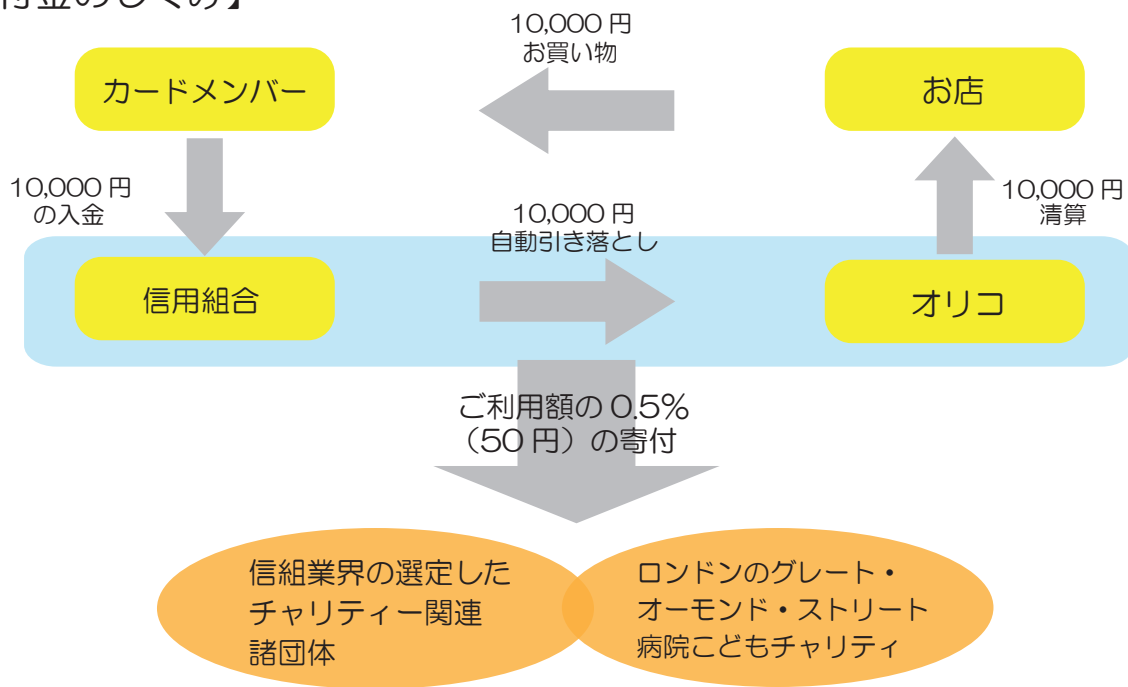 金のしくみ】
10,000 円
お買い物
カードメンバー
お店
10,000 円
の入金
10,000 円
自動引き落とし
10,000 円
清算
信用組合
オリコ
ご利用額の 0.5%
（50 円）の寄付
信組業界の選定した
チャリティー関連
諸団体
ロンドンのグレート・
オーモンド・ストリート
病院こどもチャリティ